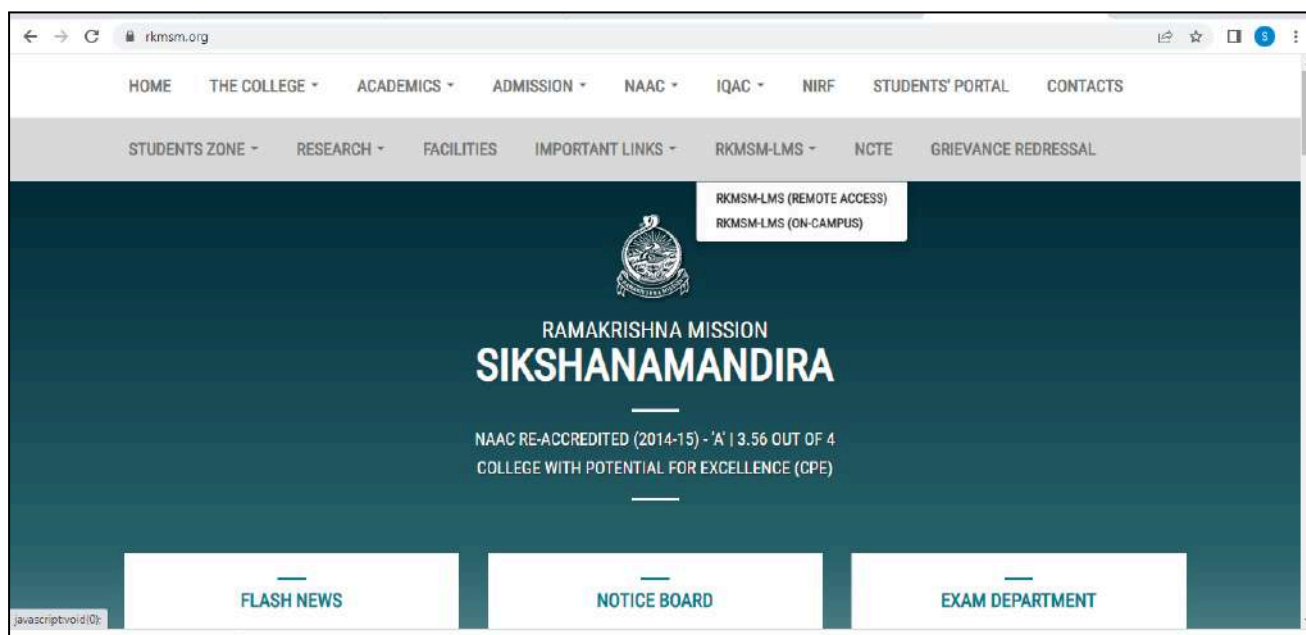 rkmsm.org
S
HOME THE COLLEGE ACADEMICS ADMISSION NAAC IQAC NIRF STUDENTS' PORTAL CONTACTS
STUDENTS ZONE RESEARCH FACILITIES IMPORTANT LINKS RKMSM-LMS NCTE GRIEVANCE REDRESSAL
RKMSM-LMS (REMOTE ACCESS)
RKMSM-LMS (ON-CAMPUS)
RAMAKRISHNA MISSION
SIKSHANAMANDIRA
NAAC RE-ACCREDITED (2014-15) - 'A' | 3.56 OUT OF 4
COLLEGE WITH POTENTIAL FOR EXCELLENCE (CPE)
FLASH NEWS NOTICE BOARD EXAM DEPARTMENT
javascript:void(0);